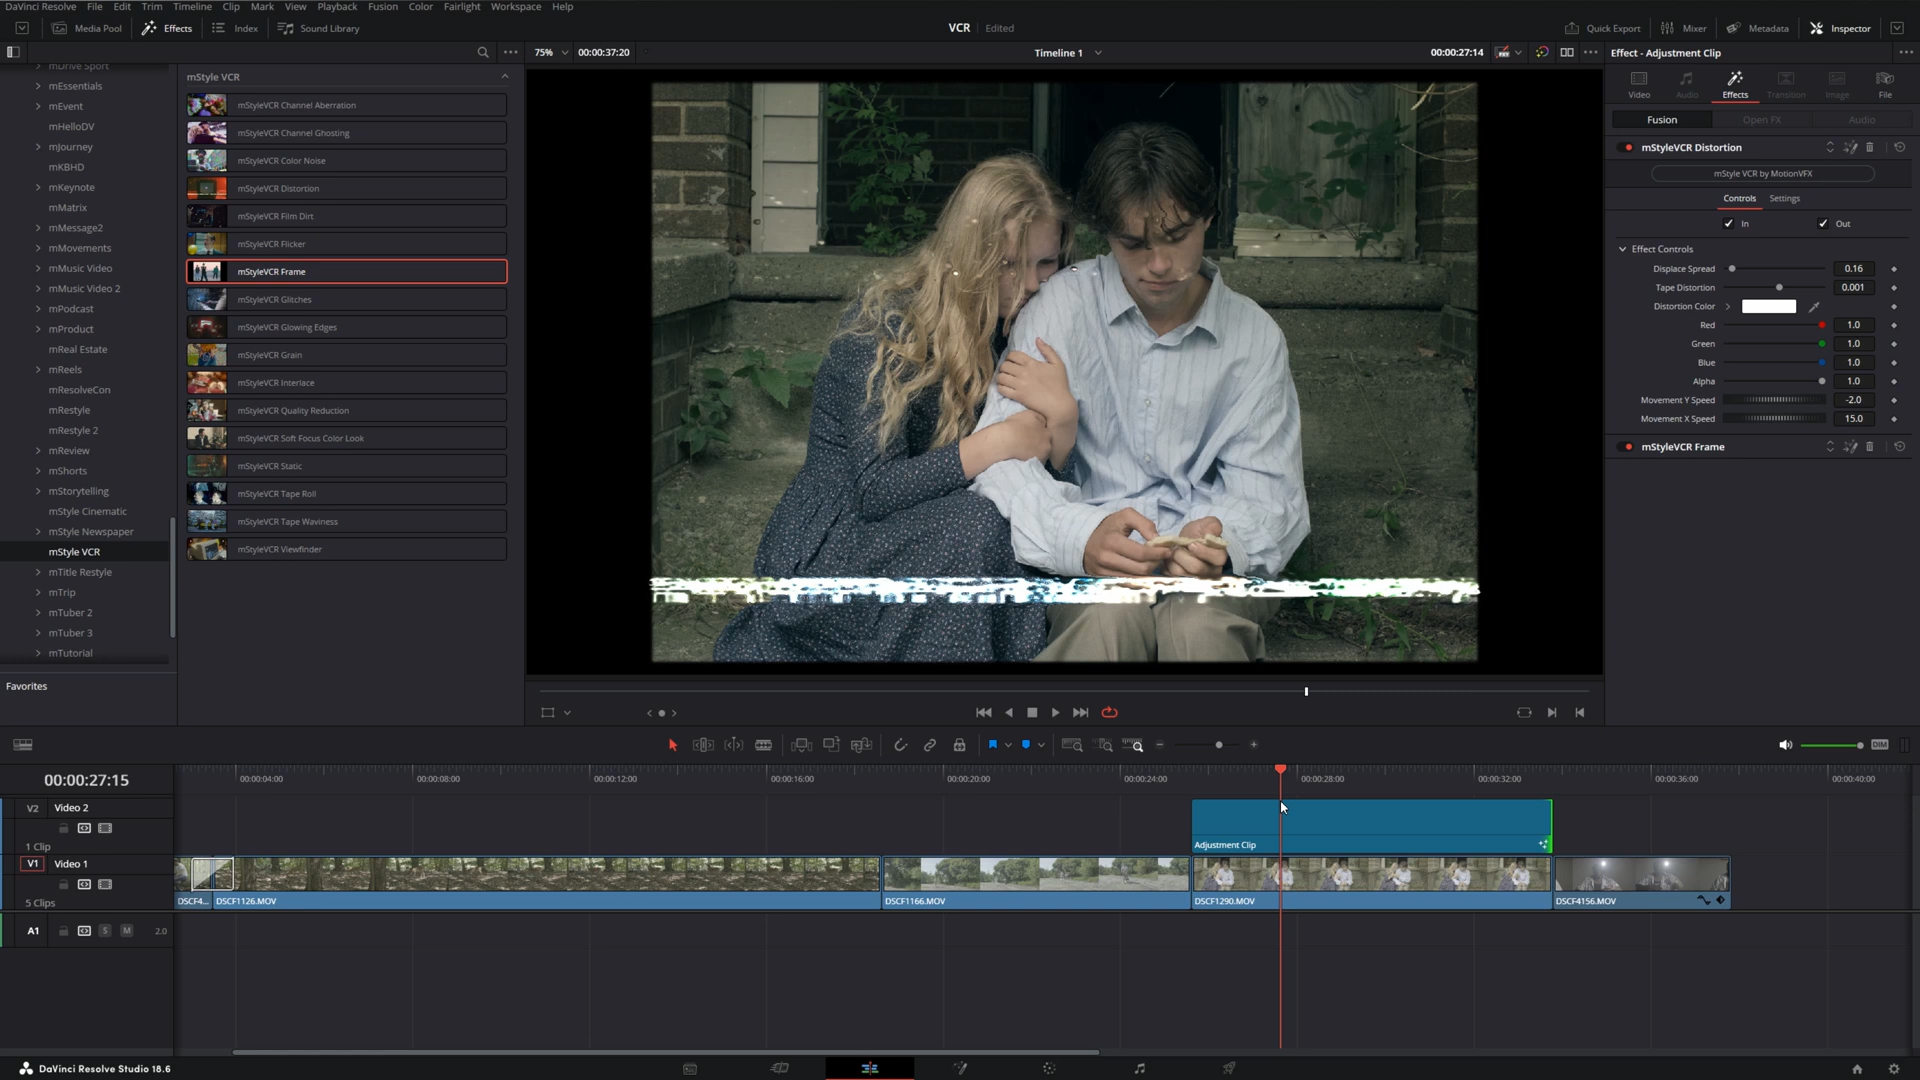 DaVinci Resolve File Edit Trim Timeline Clip Mark View Playback Fusion Color Fairlight Workspace Help
Media Pool Effects Index Sound Library VCR Edited Quick Export Mixer Metadata Inspector
75% 00:00:37:20 Timeline 1 00:00:27:14 Effect - Adjustment Clip
mDrive Sport
mEssentials
mEvent
mHelloDV
mJourney
mKBHD
mKeynote
mMatrix
mMessage2
mMovements
mMusic Video
mMusic Video 2
mPodcast
mProduct
mReal Estate
mReels
mResolveCon
mRestyle
mRestyle 2
mReview
mShorts
mStorytelling
mStyle Cinematic
mStyle Newspaper
mStyle VCR
mTitle Restyle
mTrip
mTuber 2
mTuber 3
mTutorial
Favorites
mStyle VCR
mStyleVCR Channel Aberration
mStyleVCR Channel Ghosting
mStyleVCR Color Noise
mStyleVCR Distortion
mStyleVCR Film Dirt
mStyleVCR Flicker
mStyleVCR Frame
mStyleVCR Glitches
mStyleVCR Glowing Edges
mStyleVCR Grain
mStyleVCR Interlace
mStyleVCR Quality Reduction
mStyleVCR Soft Focus Color Look
mStyleVCR Static
mStyleVCR Tape Roll
mStyleVCR Tape Waviness
mStyleVCR Viewfinder
Video Audio Effects Transition Image File
Fusion Open FX Audio
mStyleVCR Distortion
mStyle VCR by MotionVFX
Controls Settings
In Out
Effect Controls
Displace Spread 0.16
Tape Distortion 0.001
Distortion Color
Red 1.0
Green 1.0
Blue 1.0
Alpha 1.0
Movement Y Speed -2.0
Movement X Speed 15.0
mStyleVCR Frame
DIM
00:00:27:15 00:00:04:00 00:00:08:00 00:00:12:00 00:00:16:00 00:00:20:00 00:00:24:00 00:00:28:00 00:00:32:00 00:00:36:00 00:00:40:00
V2 Video 2
1 Clip Adjustment Clip
V1 Video 1
5 Clips DSCF4... DSCF1126.MOV DSCF1166.MOV DSCF1290.MOV DSCF4156.MOV
A1 S M 2.0
DaVinci Resolve Studio 18.6